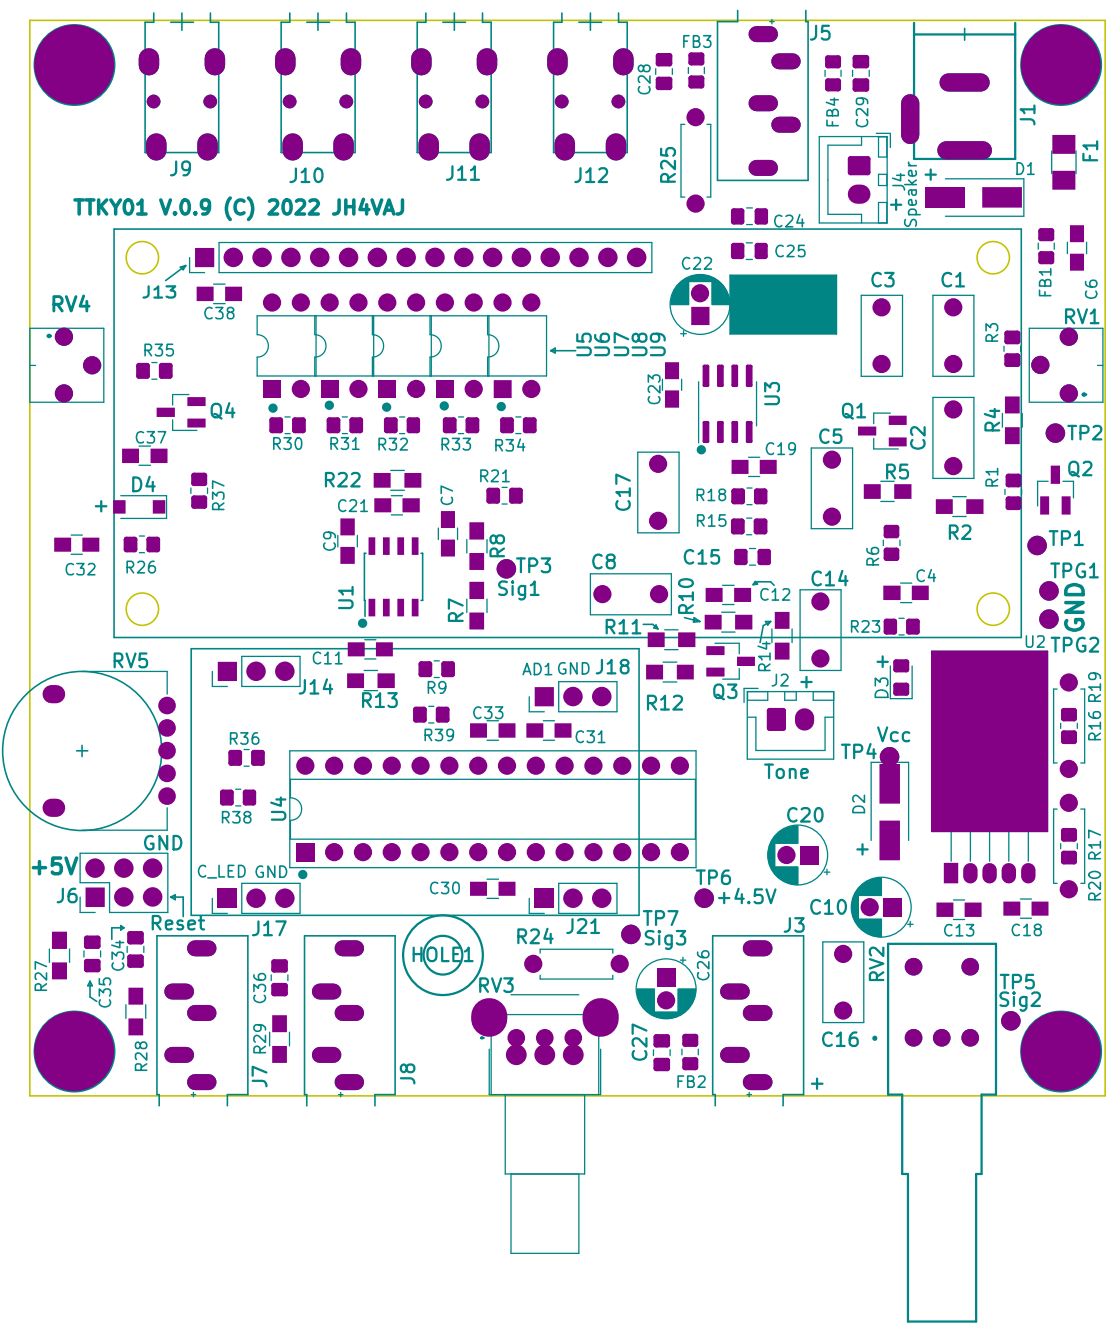 J9
J10
J11
J12
C28
FB3
J5
FB4
C29
J1
F1
R25
J4
Speaker
+
+
D1
TTKY01 V.0.9 (C) 2022 JH4VAJ
C24
C25
FB1
C6
J13
C38
C22
+
C3
C1
RV4
RV1
R35
U5
U6
U7
U8
U9
C23
U3
R3
Q4
R30
R31
R32
R33
R34
Q1
C2
R4
TP2
C37
C5
C19
Q2
D4
+
R37
R22
C21
R21
C7
C17
R18
R15
R5
R1
R2
C32
R26
C9
R8
TP3
Sig1
C15
R6
TP1
TPG1
GND
TPG2
U1
R7
C8
R10
C12
C14
C4
R11
R14
R23
U2
RV5
C11
R9
J14
R13
AD1
GND
J18
R12
Q3
J2
+
D3
+
R19
R16
R39
C33
C31
Tone
Vcc
TP4
R36
R38
U4
D2
+
C20
+
R17
R20
GND
+5V
J6
C_LED
GND
C30
TP6
+4.5V
C10
+
C13
C18
Reset
J17
J21
TP7
Sig3
J3
R27
C34
C35
C36
HOLE1
R24
RV3
C26
+
RV2
TP5
Sig2
R28
R29
J7
J8
C27
FB2
C16
+